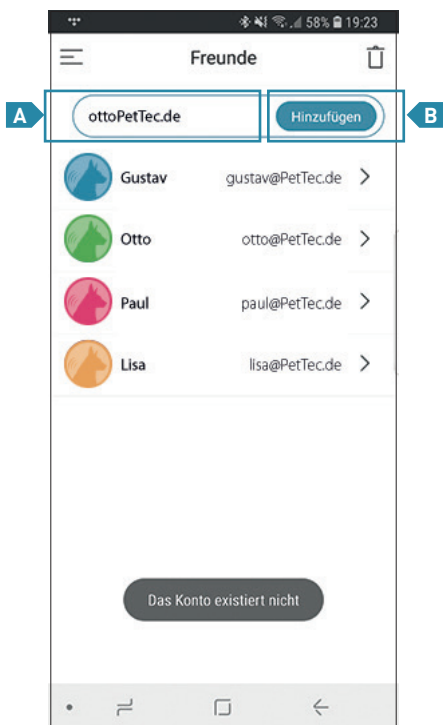 58% 19:23
Freunde
A ottoPetTec.de Hinzufügen B
Gustav gustav@PetTec.de
Otto otto@PetTec.de
Paul paul@PetTec.de
Lisa lisa@PetTec.de
Das Konto existiert nicht